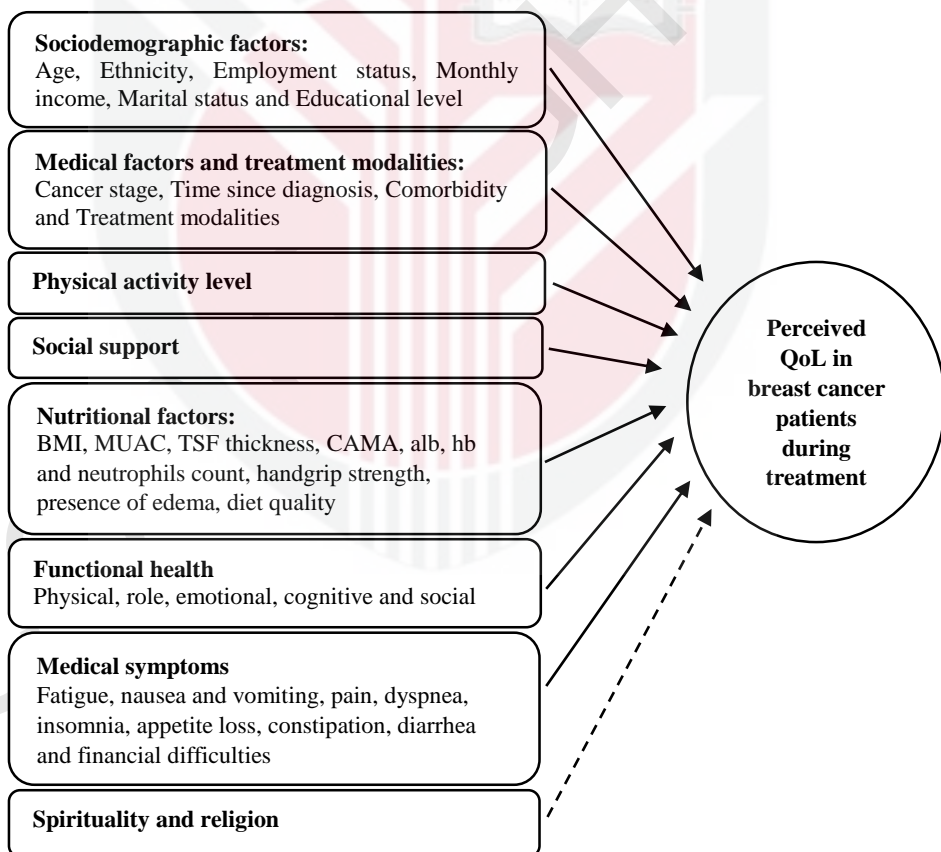 Sociodemographic factors:
Age, Ethnicity, Employment status, Monthly
income, Marital status and Educational level
Medical factors and treatment modalities:
Cancer stage, Time since diagnosis, Comorbidity
and Treatment modalities
Physical activity level
Social support
Nutritional factors:
BMI, MUAC, TSF thickness, CAMA, alb, hb
and neutrophils count, handgrip strength,
presence of edema, diet quality
Functional health
Physical, role, emotional, cognitive and social
Medical symptoms
Fatigue, nausea and vomiting, pain, dyspnea,
insomnia, appetite loss, constipation, diarrhea
and financial difficulties
Spirituality and religion
Perceived
QoL in
breast cancer
patients
during
treatment